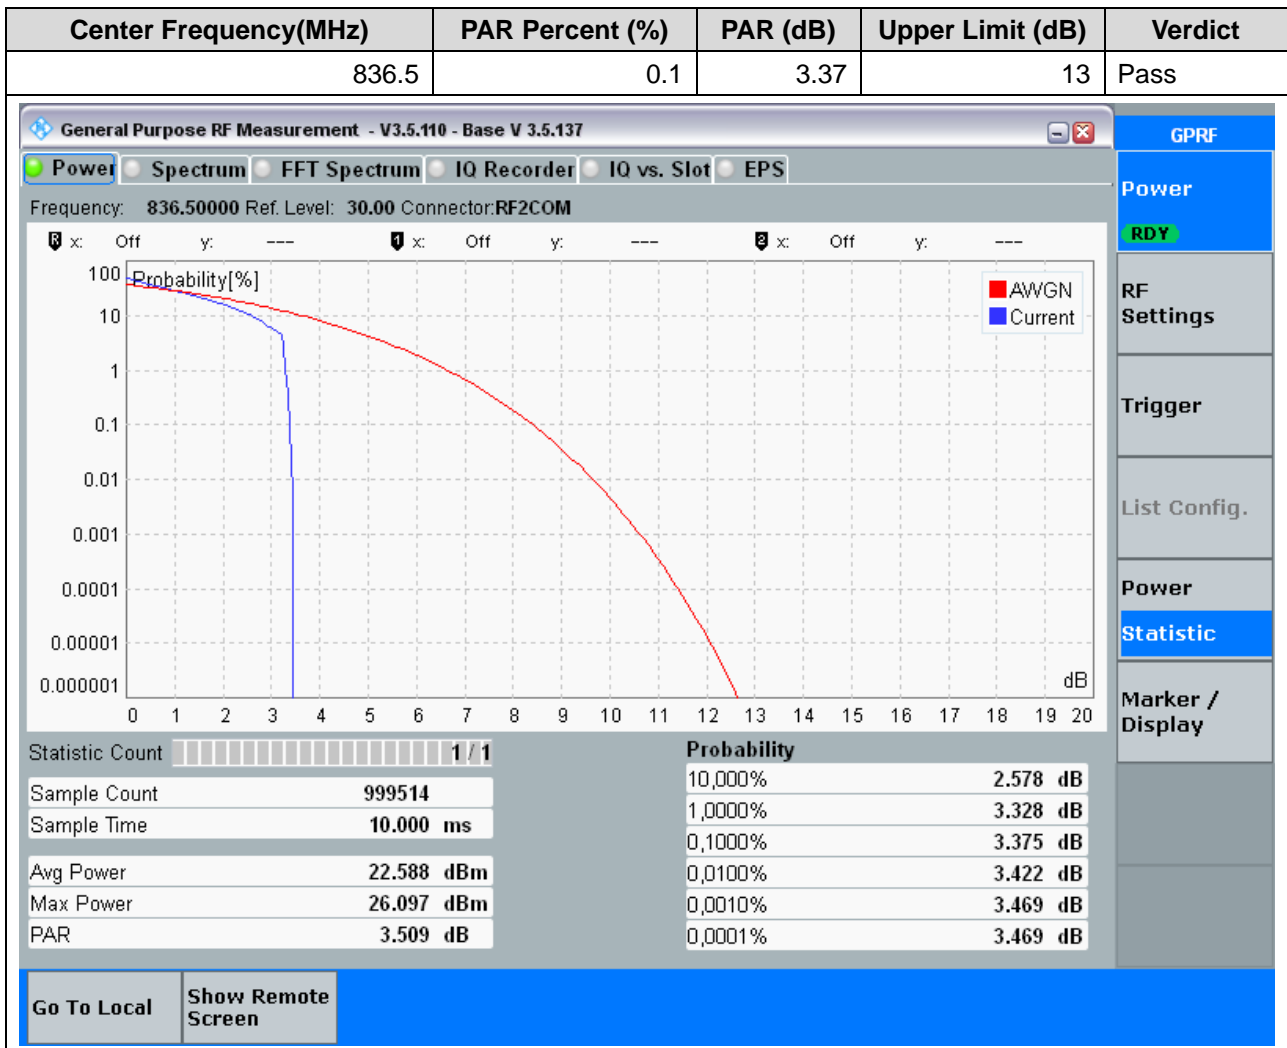 Center Frequency(MHz) PAR Percent (%) PAR (dB) Upper Limit (dB) Verdict
836.5 0.1 3.37 13 Pass
General Purpose RF Measurement - V3.5.110 - Base V 3.5.137
GPRF
Power Spectrum FFT Spectrum IQ Recorder IQ vs. Slot EPS
Frequency: 836.50000 Ref. Level: 30.00 Connector:RF2COM
R x: Off y: --- 1 x: Off y: --- 2 x: Off y: ---
Probability[%]
100
10
1
0.1
0.01
0.001
0.0001
0.00001
0.000001
AWGN
Current
dB
0 1 2 3 4 5 6 7 8 9 10 11 12 13 14 15 16 17 18 19 20
Statistic Count 1 / 1
Sample Count 999514
Sample Time 10.000 ms
Avg Power 22.588 dBm
Max Power 26.097 dBm
PAR 3.509 dB
Probability
10,000% 2.578 dB
1,0000% 3.328 dB
0,1000% 3.375 dB
0,0100% 3.422 dB
0,0010% 3.469 dB
0,0001% 3.469 dB
Power
RDY
RF
Settings
Trigger
List Config.
Power
Statistic
Marker /
Display
Go To Local
Show Remote
Screen